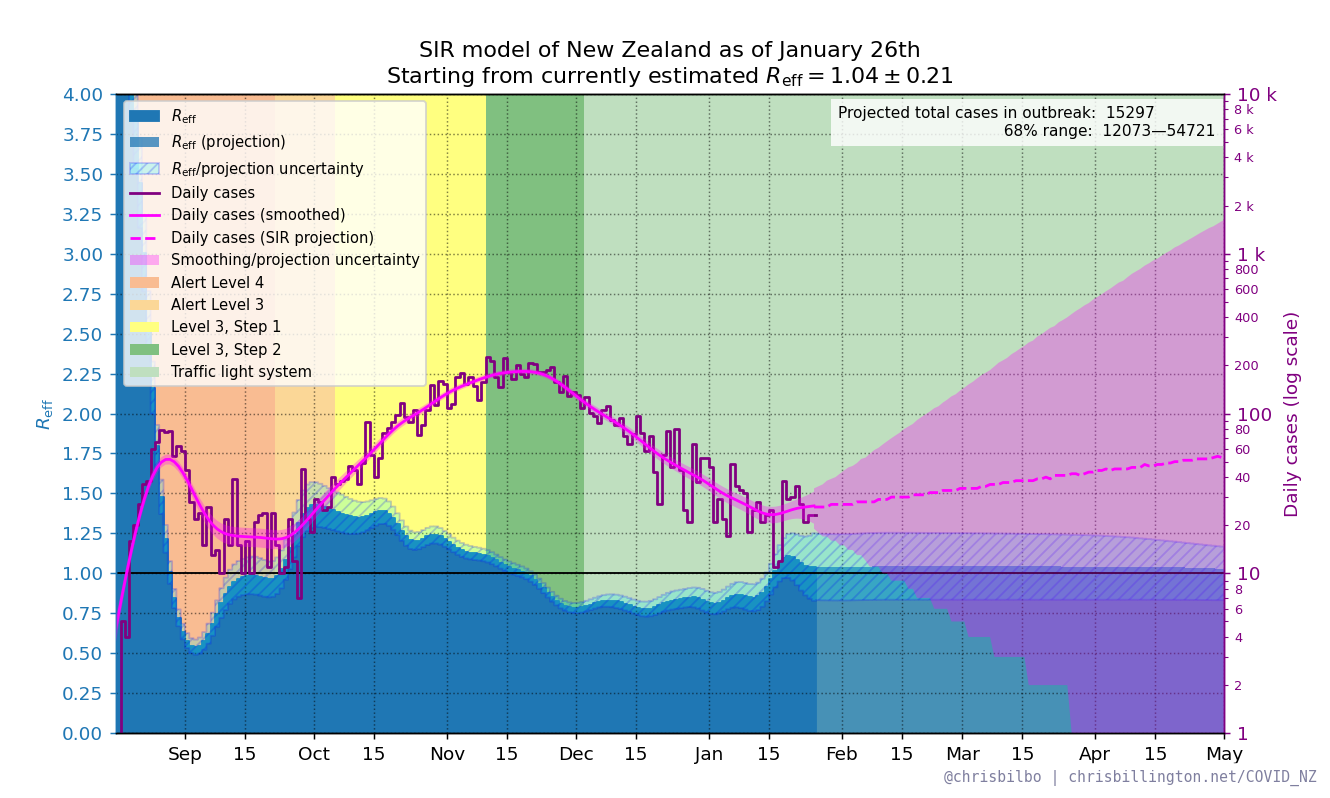 SIR model of New Zealand as of January 26th
Starting from currently estimated R_eff = 1.04 ± 0.21
Projected total cases in outbreak: 15297
68% range: 12073—54721
R_eff
R_eff (projection)
R_eff/projection uncertainty
Daily cases
Daily cases (smoothed)
Daily cases (SIR projection)
Smoothing/projection uncertainty
Alert Level 4
Alert Level 3
Level 3, Step 1
Level 3, Step 2
Traffic light system
R_eff
4.00
3.75
3.50
3.25
3.00
2.75
2.50
2.25
2.00
1.75
1.50
1.25
1.00
0.75
0.50
0.25
0.00
Sep 15 Oct 15 Nov 15 Dec 15 Jan 15 Feb 15 Mar 15 Apr 15 May
10 k
8 k
6 k
4 k
2 k
1 k
800
600
400
200
100
80
60
40
20
10
8
6
4
2
1
Daily cases (log scale)
@chrisbilbo | chrisbillington.net/COVID_NZ